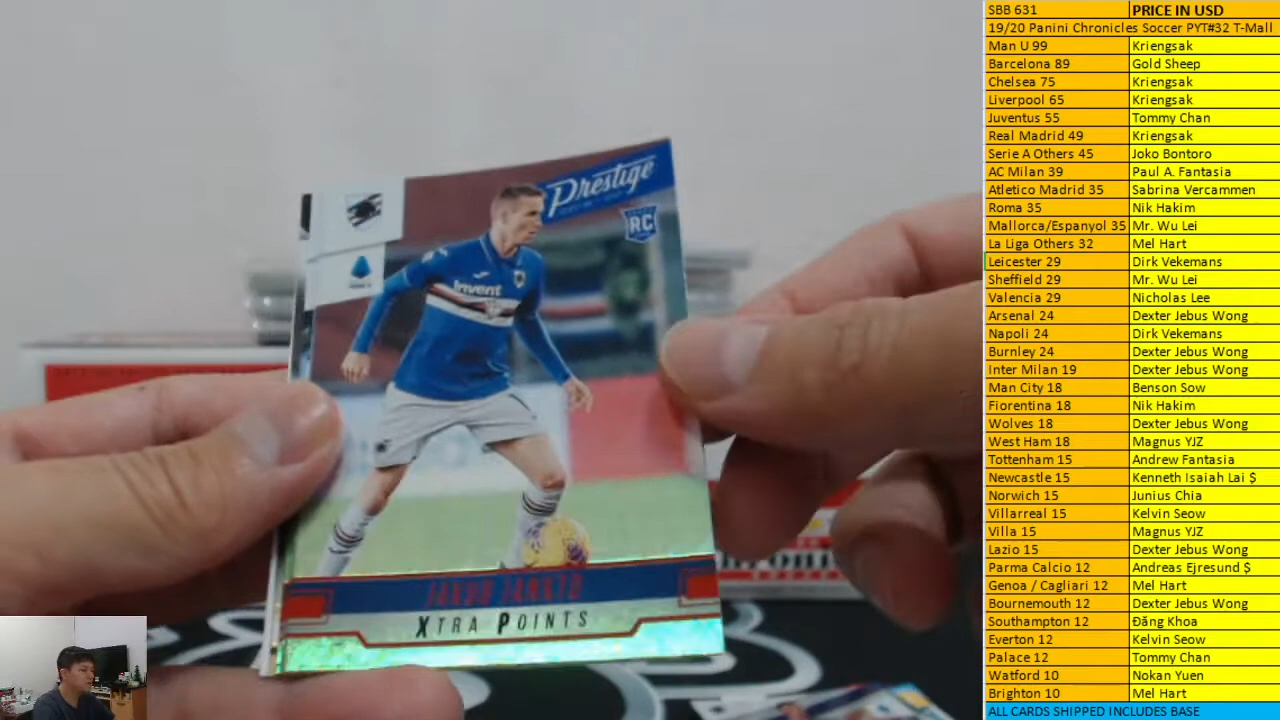 Prestige
RC
Invent
JAKUB JANKTO
XTRA POINTS
SBB 631 PRICE IN USD
19/20 Panini Chronicles Soccer PYT#32 T-Mall
Man U 99 Kriengsak
Barcelona 89 Gold Sheep
Chelsea 75 Kriengsak
Liverpool 65 Kriengsak
Juventus 55 Tommy Chan
Real Madrid 49 Kriengsak
Serie A Others 45 Joko Bontoro
AC Milan 39 Paul A. Fantasia
Atletico Madrid 35 Sabrina Vercammen
Roma 35 Nik Hakim
Mallorca/Espanyol 35 Mr. Wu Lei
La Liga Others 32 Mel Hart
Leicester 29 Dirk Vekemans
Sheffield 29 Mr. Wu Lei
Valencia 29 Nicholas Lee
Arsenal 24 Dexter Jebus Wong
Napoli 24 Dirk Vekemans
Burnley 24 Dexter Jebus Wong
Inter Milan 19 Dexter Jebus Wong
Man City 18 Benson Sow
Fiorentina 18 Nik Hakim
Wolves 18 Dexter Jebus Wong
West Ham 18 Magnus YJZ
Tottenham 15 Andrew Fantasia
Newcastle 15 Kenneth Isaiah Lai $
Norwich 15 Junius Chia
Villarreal 15 Kelvin Seow
Villa 15 Magnus YJZ
Lazio 15 Dexter Jebus Wong
Parma Calcio 12 Andreas Ejresund $
Genoa / Cagliari 12 Mel Hart
Bournemouth 12 Dexter Jebus Wong
Southampton 12 Đăng Khoa
Everton 12 Kelvin Seow
Palace 12 Tommy Chan
Watford 10 Nokan Yuen
Brighton 10 Mel Hart
ALL CARDS SHIPPED INCLUDES BASE